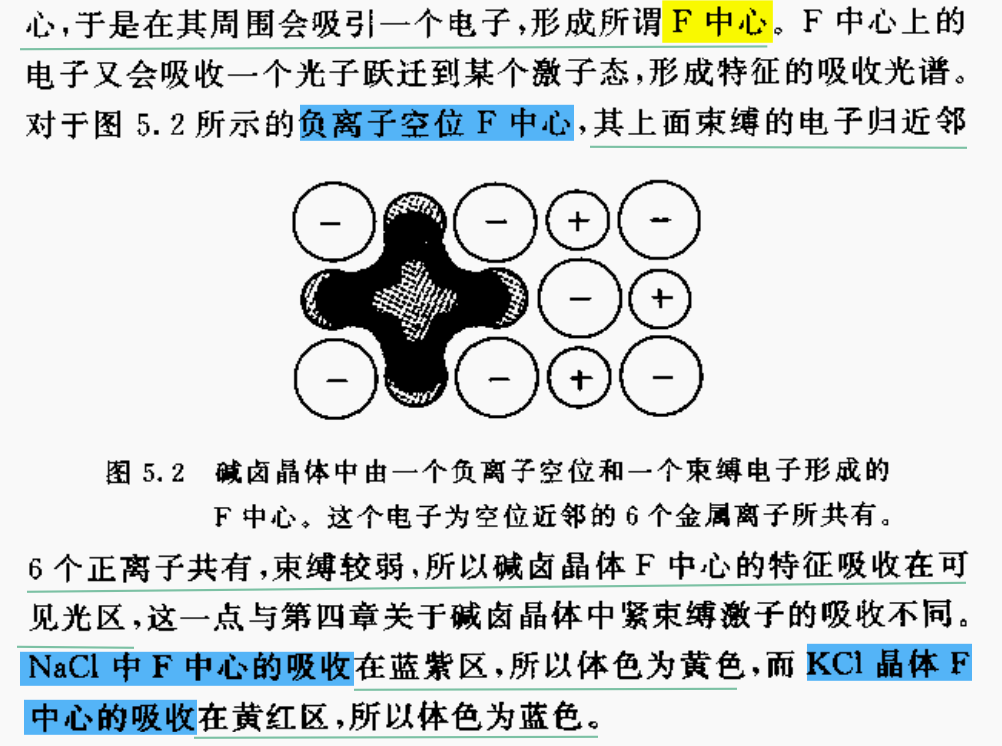 心,于是在其周围会吸引一个电子,形成所谓 F 中心。F 中心上的
电子又会吸收一个光子跃迁到某个激子态,形成特征的吸收光谱。
对于图 5.2 所示的负离子空位 F 中心,其上面束缚的电子归近邻
− − + −
− +
− − + −
图 5.2 碱卤晶体中由一个负离子空位和一个束缚电子形成的
F 中心。这个电子为空位近邻的 6 个金属离子所共有。
6 个正离子共有,束缚较弱,所以碱卤晶体 F 中心的特征吸收在可
见光区,这一点与第四章关于碱卤晶体中紧束缚激子的吸收不同。
NaCl 中 F 中心的吸收在蓝紫区,所以体色为黄色,而 KCl 晶体 F
中心的吸收在黄红区,所以体色为蓝色。